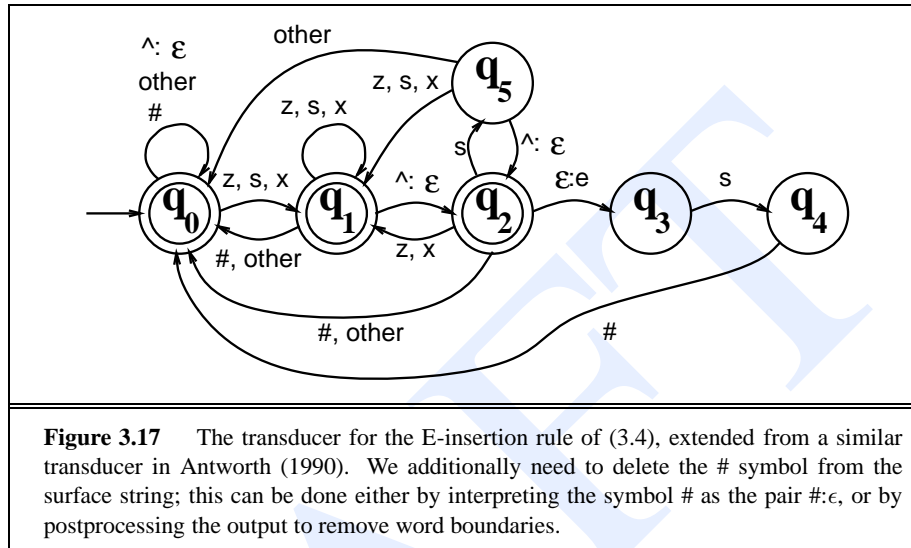 other
^: ε
other
#
z, s, x
z, s, x
q5
s
^: ε
ε:e
s
z, s, x
^: ε
q0
q1
q2
q3
q4
#, other
z, x
#, other
#
Figure 3.17 The transducer for the E-insertion rule of (3.4), extended from a similar
transducer in Antworth (1990). We additionally need to delete the # symbol from the
surface string; this can be done either by interpreting the symbol # as the pair #:ϵ, or by
postprocessing the output to remove word boundaries.